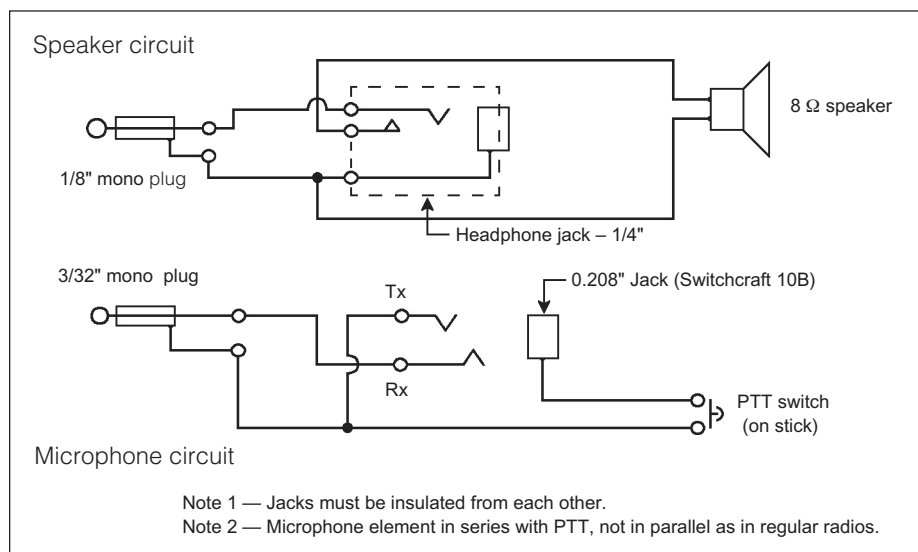 Speaker circuit
8 Ω speaker
1/8" mono plug
Headphone jack – 1/4"
3/32" mono plug
0.208" Jack (Switchcraft 10B)
Tx
Rx
PTT switch
(on stick)
Microphone circuit
Note 1 — Jacks must be insulated from each other.
Note 2 — Microphone element in series with PTT, not in parallel as in regular radios.